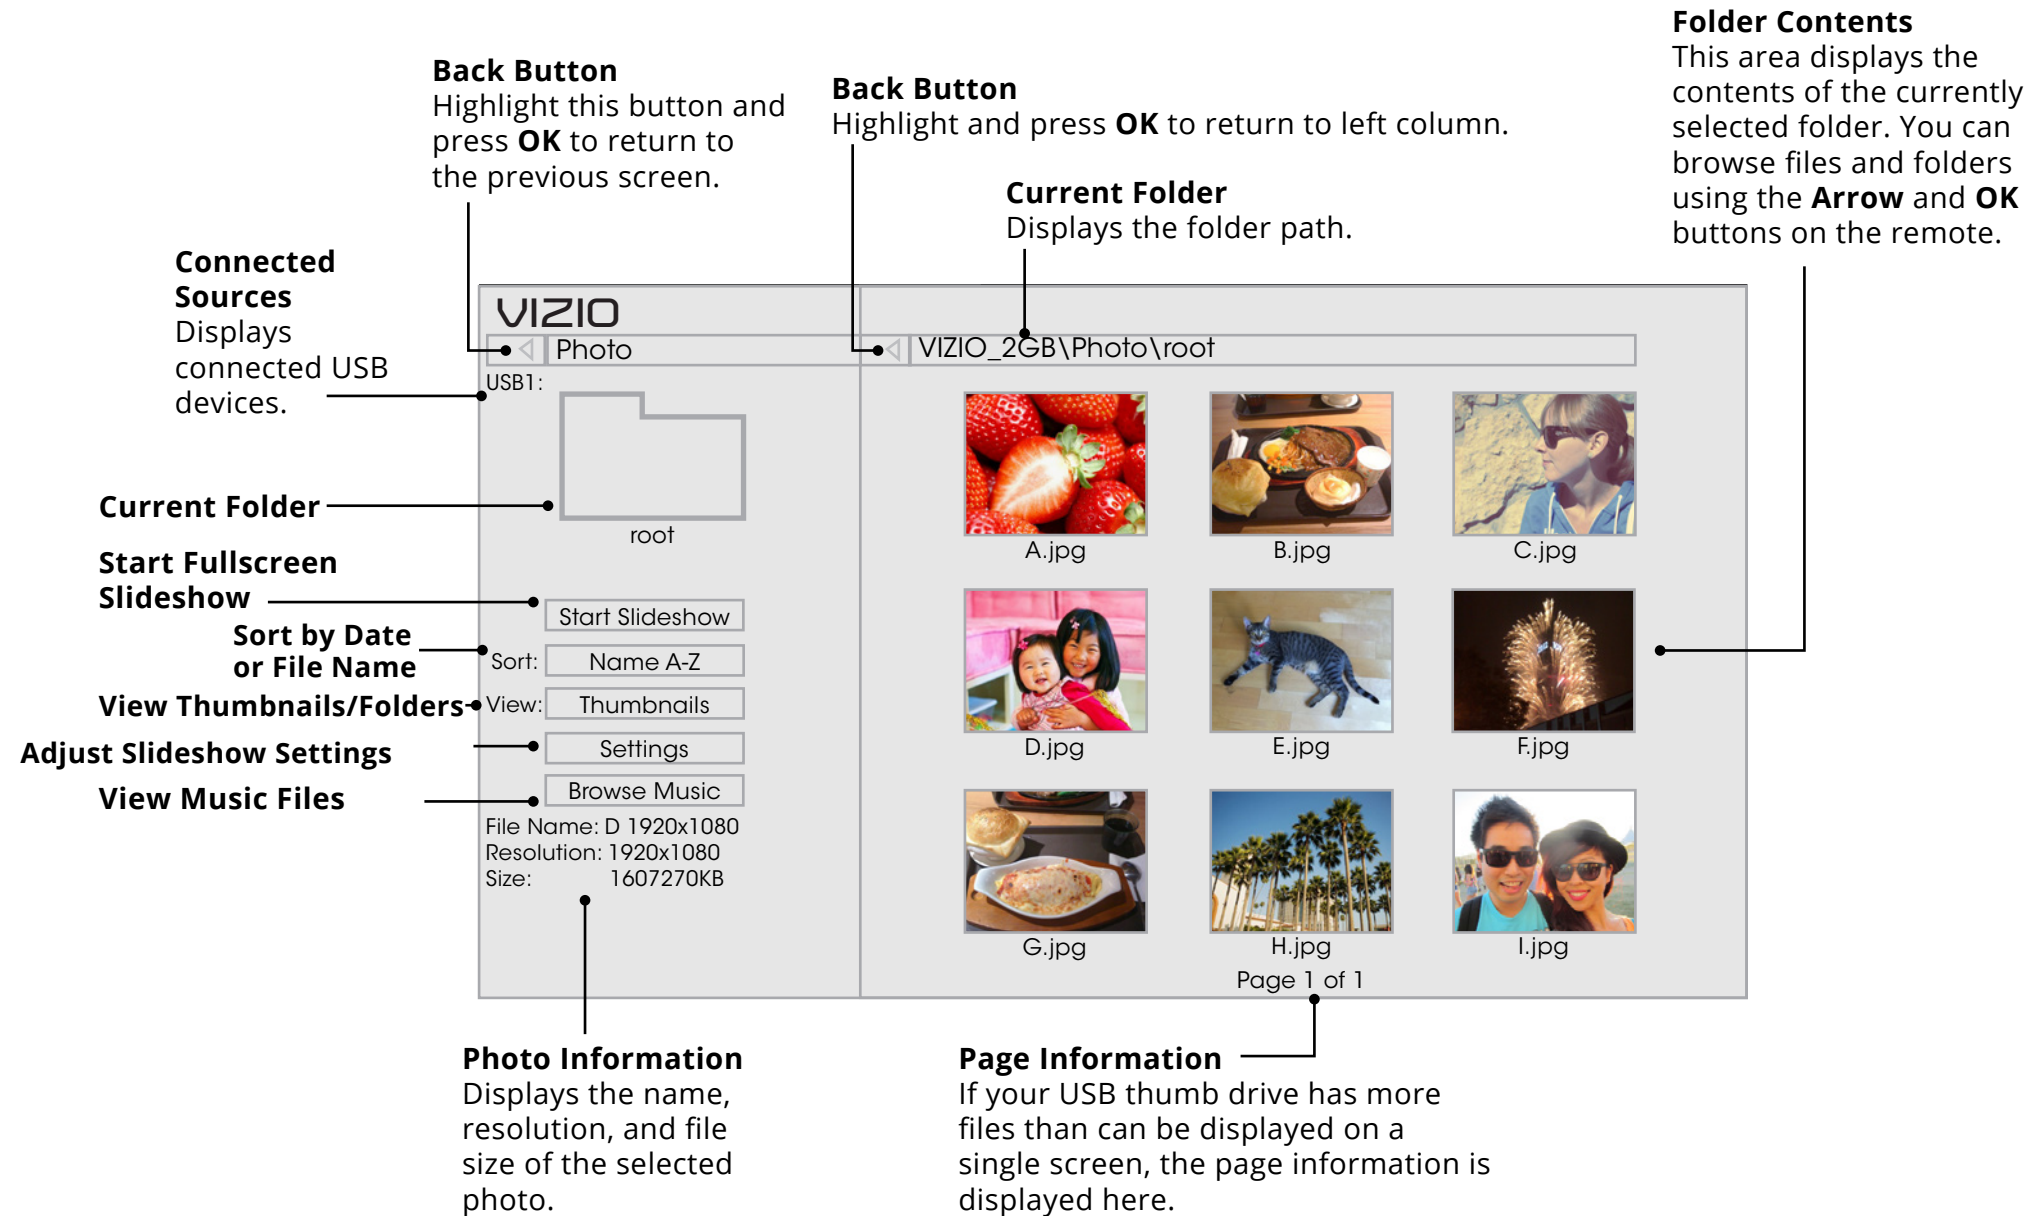 Folder Contents
This area displays the
contents of the currently
selected folder. You can
browse files and folders
using the Arrow and OK
buttons on the remote.
Back Button
Highlight this button and
press OK to return to
the previous screen.
Back Button
Highlight and press OK to return to left column.
Current Folder
Displays the folder path.
Connected
Sources
Displays
connected USB
devices.
Current Folder
Start Fullscreen
Slideshow
Sort by Date
or File Name
View Thumbnails/Folders
Adjust Slideshow Settings
View Music Files
VIZIO
Photo
USB1:
root
Start Slideshow
Sort: Name A-Z
View: Thumbnails
Settings
Browse Music
File Name: D 1920x1080
Resolution: 1920x1080
Size: 1607270KB
VIZIO_2GB\Photo\root
A.jpg
B.jpg
C.jpg
D.jpg
E.jpg
F.jpg
G.jpg
H.jpg
I.jpg
Page 1 of 1
Photo Information
Displays the name,
resolution, and file
size of the selected
photo.
Page Information
If your USB thumb drive has more
files than can be displayed on a
single screen, the page information is
displayed here.